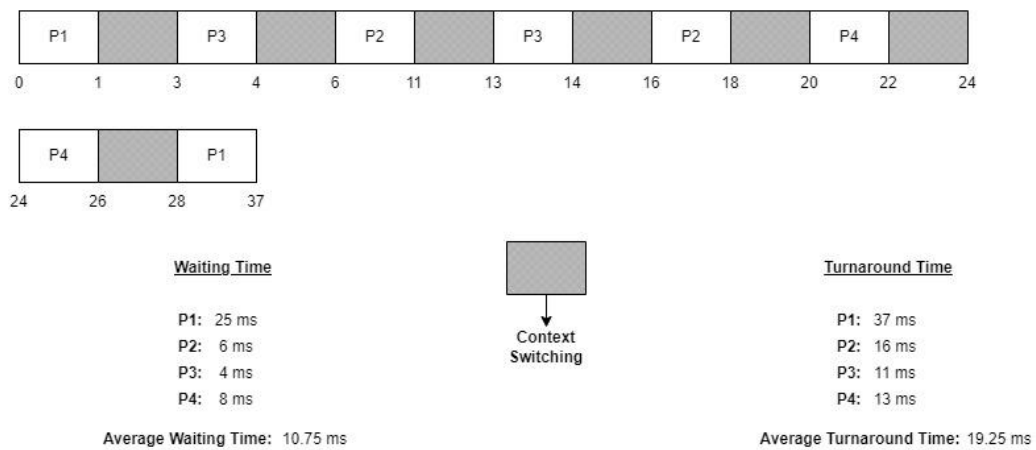 P1 P3 P2 P3 P2 P4
0 1 3 4 6 11 13 14 16 18 20 22 24
P4 P1
24 26 28 37
Waiting Time
P1: 25 ms
P2: 6 ms
P3: 4 ms
P4: 8 ms
Average Waiting Time: 10.75 ms
Context
Switching
Turnaround Time
P1: 37 ms
P2: 16 ms
P3: 11 ms
P4: 13 ms
Average Turnaround Time: 19.25 ms